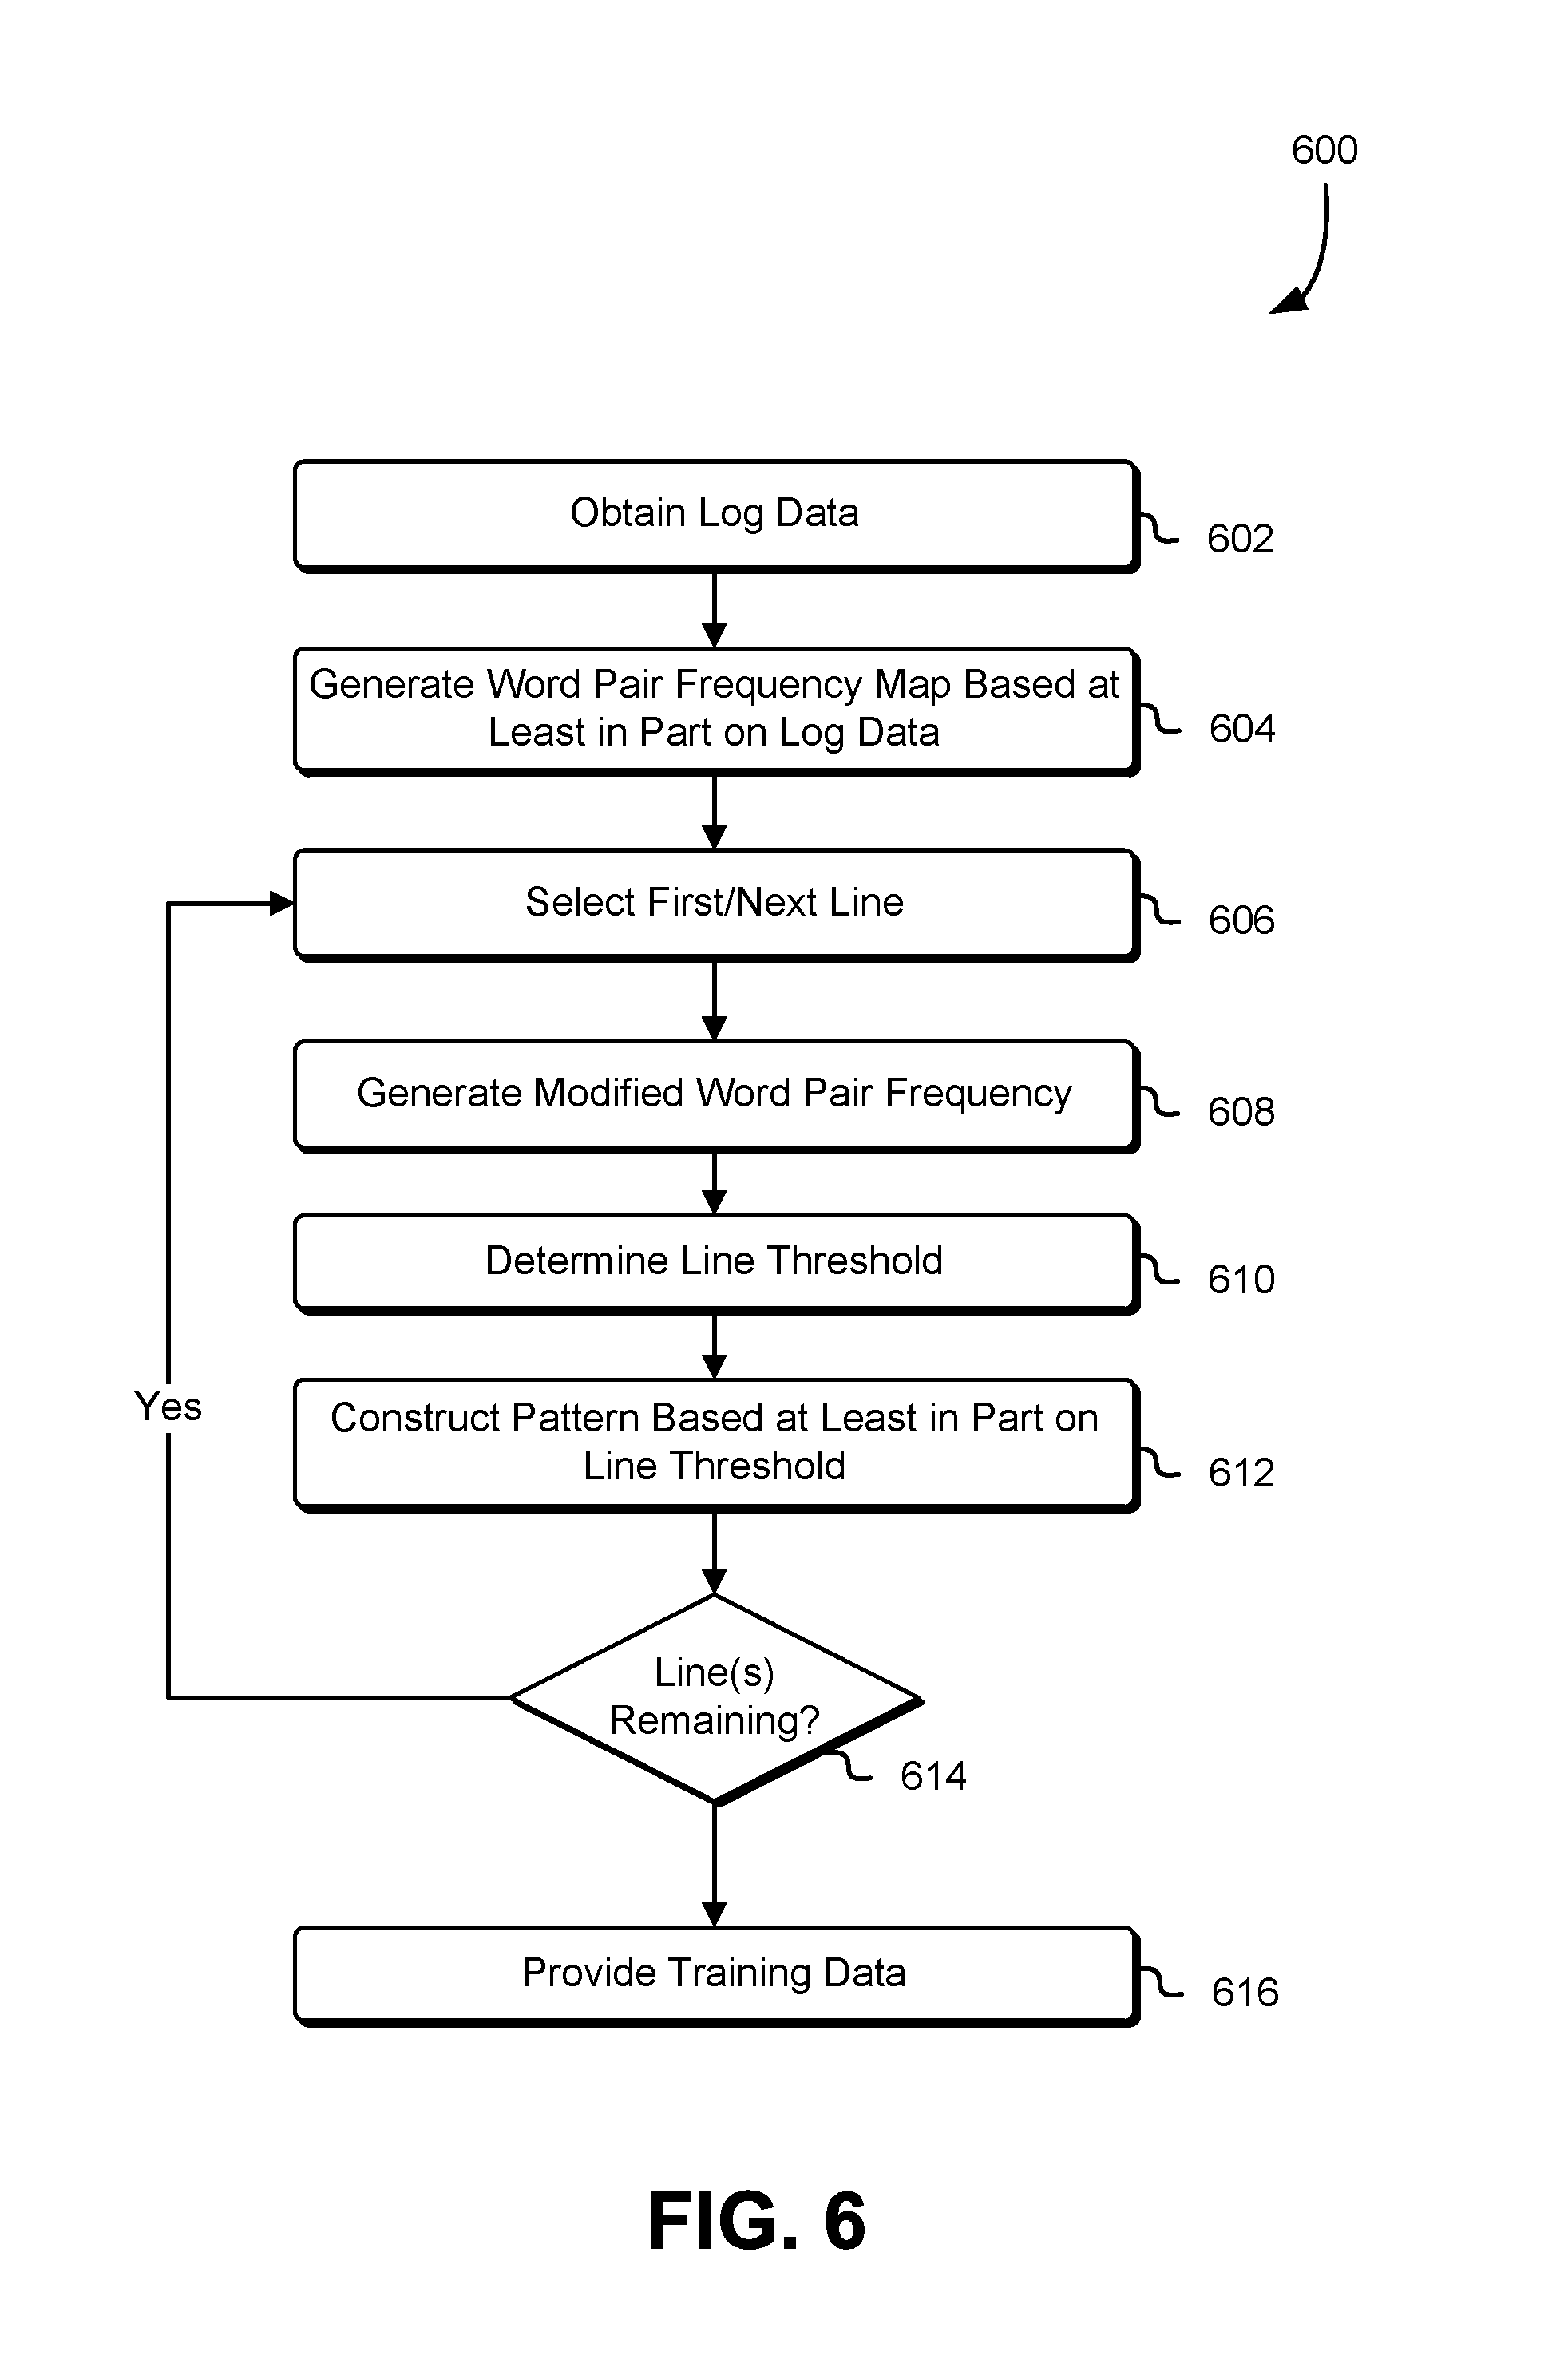 600
Obtain Log Data
602
Generate Word Pair Frequency Map Based at
Least in Part on Log Data
604
Select First/Next Line
606
Generate Modified Word Pair Frequency
608
Determine Line Threshold
610
Construct Pattern Based at Least in Part on
Line Threshold
612
Yes
Line(s)
Remaining?
614
Provide Training Data
616
FIG. 6